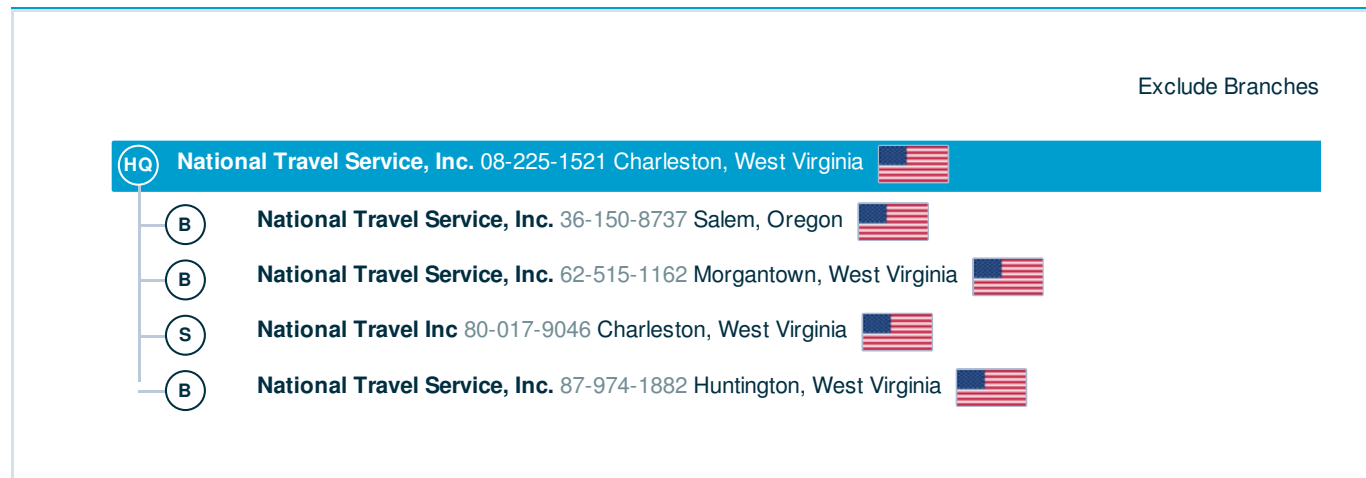 Exclude Branches
HQ National Travel Service, Inc. 08-225-1521 Charleston, West Virginia
B National Travel Service, Inc. 36-150-8737 Salem, Oregon
B National Travel Service, Inc. 62-515-1162 Morgantown, West Virginia
S National Travel Inc 80-017-9046 Charleston, West Virginia
B National Travel Service, Inc. 87-974-1882 Huntington, West Virginia